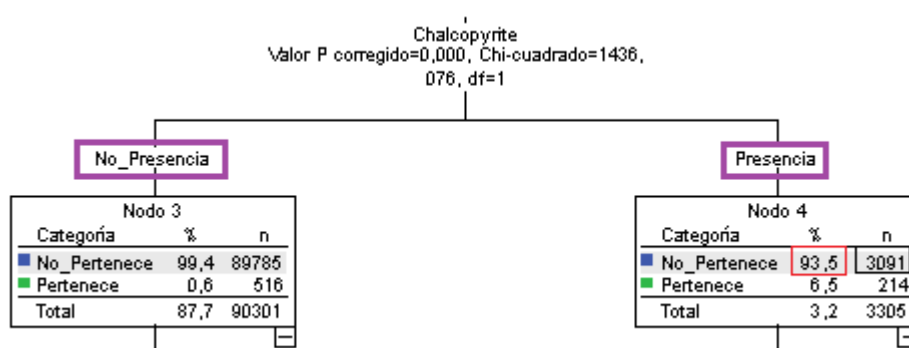 Chalcopyrite
Valor P corregido=0,000, Chi-cuadrado=1436,
076, df=1
No_Presencia
Presencia
Nodo 3
Categoría % n
No_Pertenece 99,4 89785
Pertenece 0,6 516
Total 87,7 90301
Nodo 4
Categoría % n
No_Pertenece 93,5 3091
Pertenece 6,5 214
Total 3,2 3305